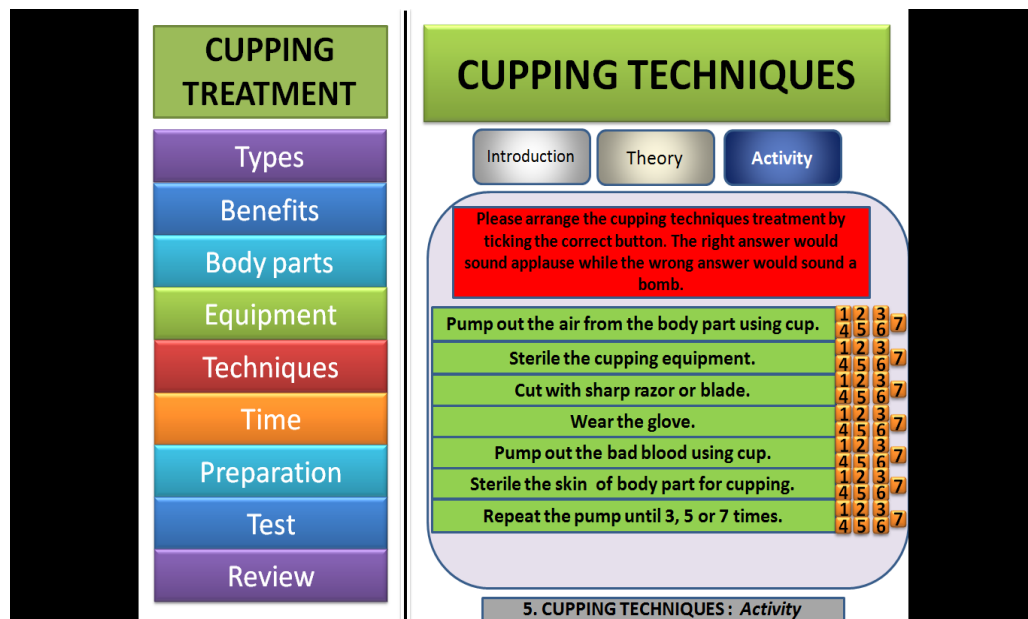 CUPPING
TREATMENT
Types
Benefits
Body parts
Equipment
Techniques
Time
Preparation
Test
Review
CUPPING TECHNIQUES
Introduction
Theory
Activity
Please arrange the cupping techniques treatment by
ticking the correct button. The right answer would
sound applause while the wrong answer would sound a
bomb.
Pump out the air from the body part using cup.
1 2 3
4 5 6 7
Sterile the cupping equipment.
1 2 3
4 5 6 7
Cut with sharp razor or blade.
1 2 3
4 5 6 7
Wear the glove.
1 2 3
4 5 6 7
Pump out the bad blood using cup.
1 2 3
4 5 6 7
Sterile the skin of body part for cupping.
1 2 3
4 5 6 7
Repeat the pump until 3, 5 or 7 times.
1 2 3
4 5 6 7
5. CUPPING TECHNIQUES : Activity